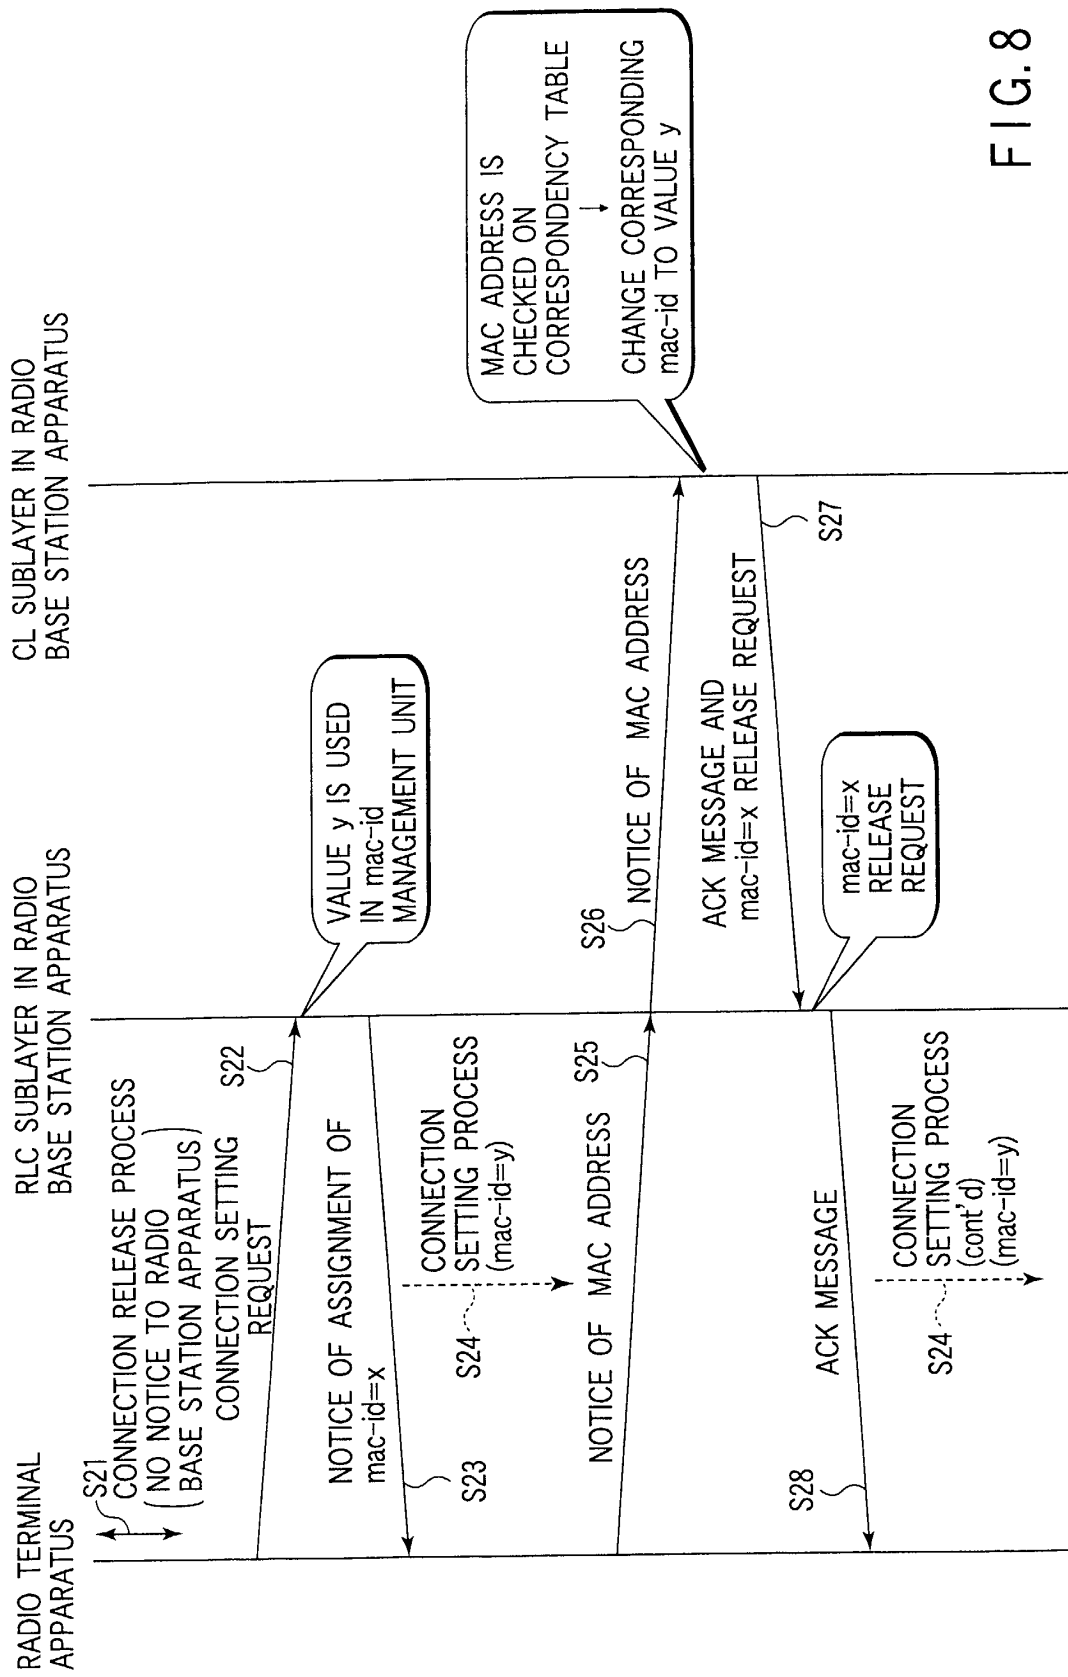 RADIO TERMINAL
APPARATUS
RLC SUBLAYER IN RADIO
BASE STATION APPARATUS
CL SUBLAYER IN RADIO
BASE STATION APPARATUS
S21
CONNECTION RELEASE PROCESS
(NO NOTICE TO RADIO
BASE STATION APPARATUS)
CONNECTION SETTING
REQUEST
S22
VALUE y IS USED
IN mac-id
MANAGEMENT UNIT
NOTICE OF ASSIGNMENT OF
mac-id=x
S23
CONNECTION
SETTING PROCESS
(mac-id=y)
S24
NOTICE OF MAC ADDRESS
S25
S26
NOTICE OF MAC ADDRESS
MAC ADDRESS IS
CHECKED ON
CORRESPONDENCY TABLE
→
CHANGE CORRESPONDING
mac-id TO VALUE y
ACK MESSAGE AND
mac-id=x RELEASE REQUEST
S27
mac-id=x
RELEASE
REQUEST
ACK MESSAGE
S28
CONNECTION
SETTING PROCESS
(cont'd)
(mac-id=y)
S24
FIG. 8